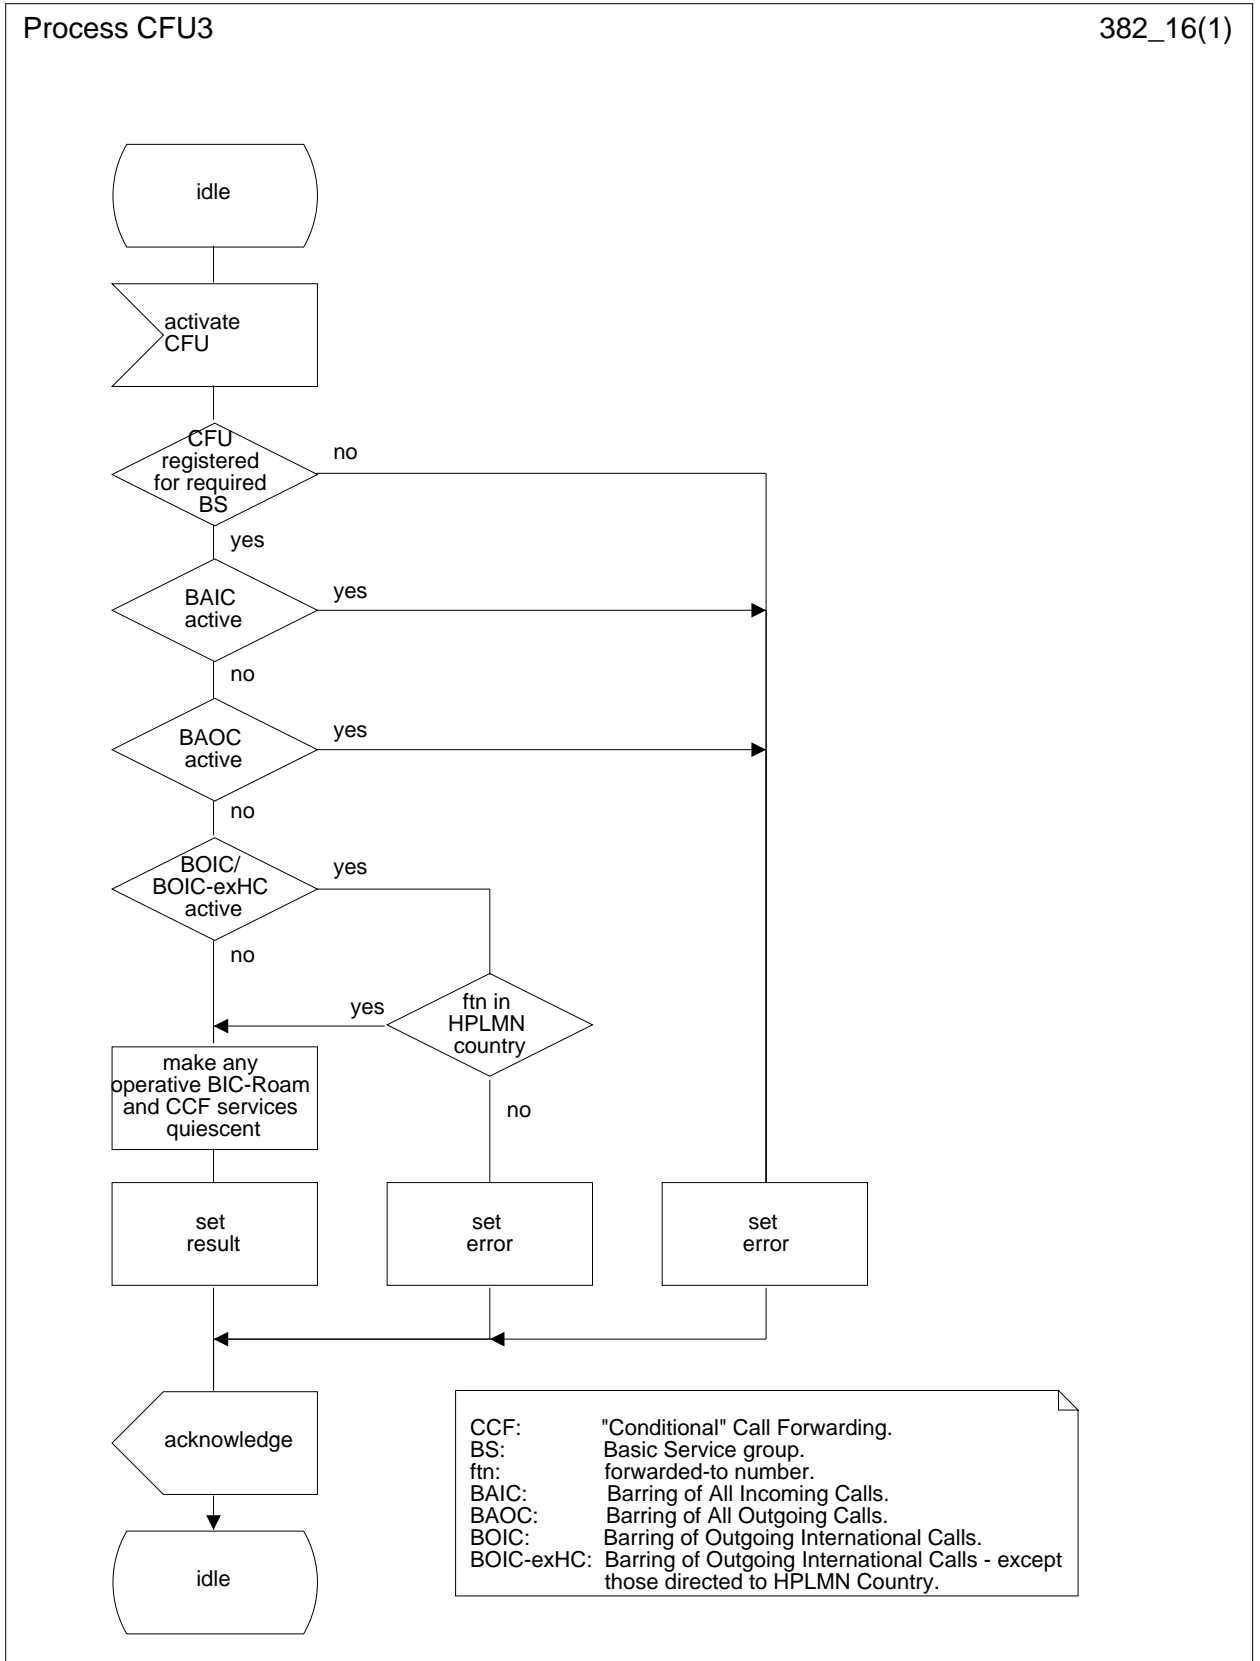 Process CFU3
382_16(1)
idle
activate
CFU
CFU
registered
for required
BS
no
yes
BAIC
active
yes
no
BAOC
active
yes
no
BOIC/
BOIC-exHC
active
yes
no
yes
ftn in
HPLMN
country
make any
operative BIC-Roam
and CCF services
quiescent
no
set
result
set
error
set
error
acknowledge
CCF: "Conditional" Call Forwarding.
BS: Basic Service group.
ftn: forwarded-to number.
BAIC: Barring of All Incoming Calls.
BAOC: Barring of All Outgoing Calls.
BOIC: Barring of Outgoing International Calls.
BOIC-exHC: Barring of Outgoing International Calls - except
those directed to HPLMN Country.
idle